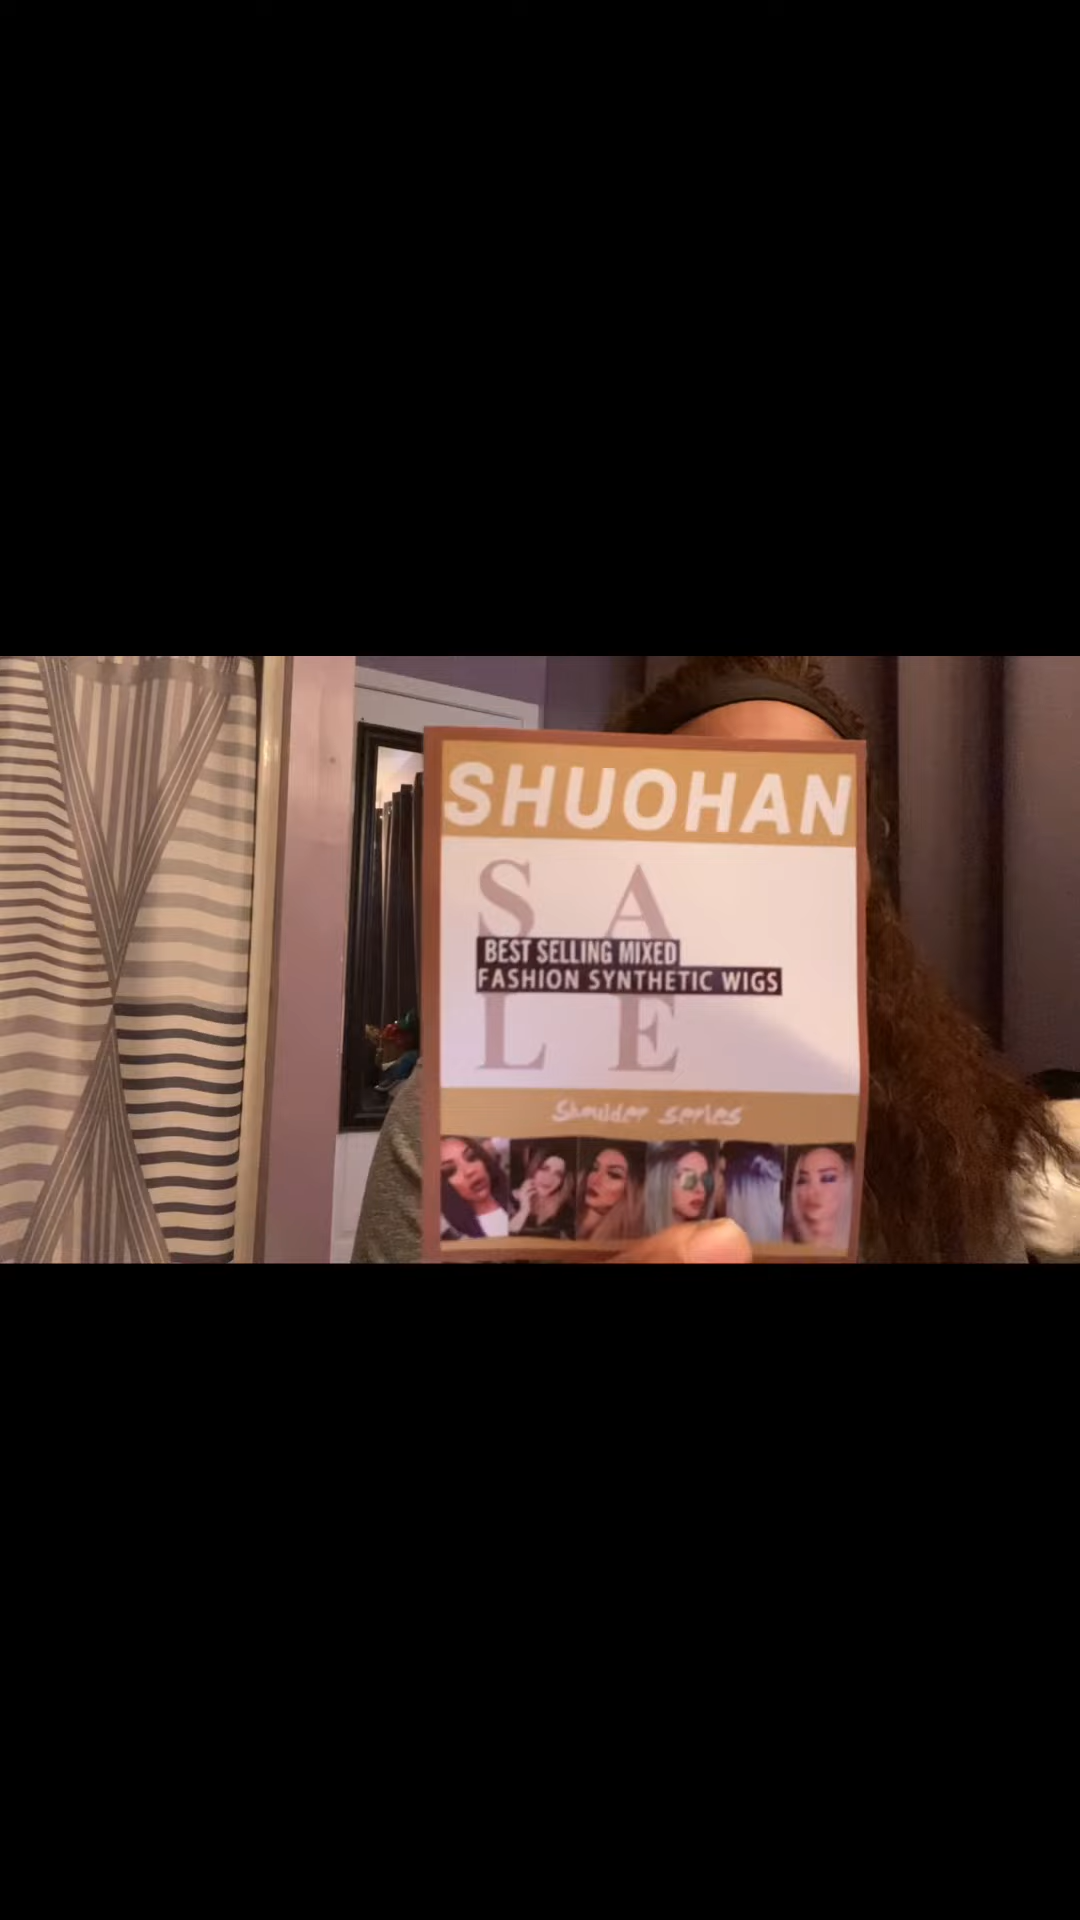 SHUOHAN
S A
BEST SELLING MIXED
FASHION SYNTHETIC WIGS
L E
Shoulder series